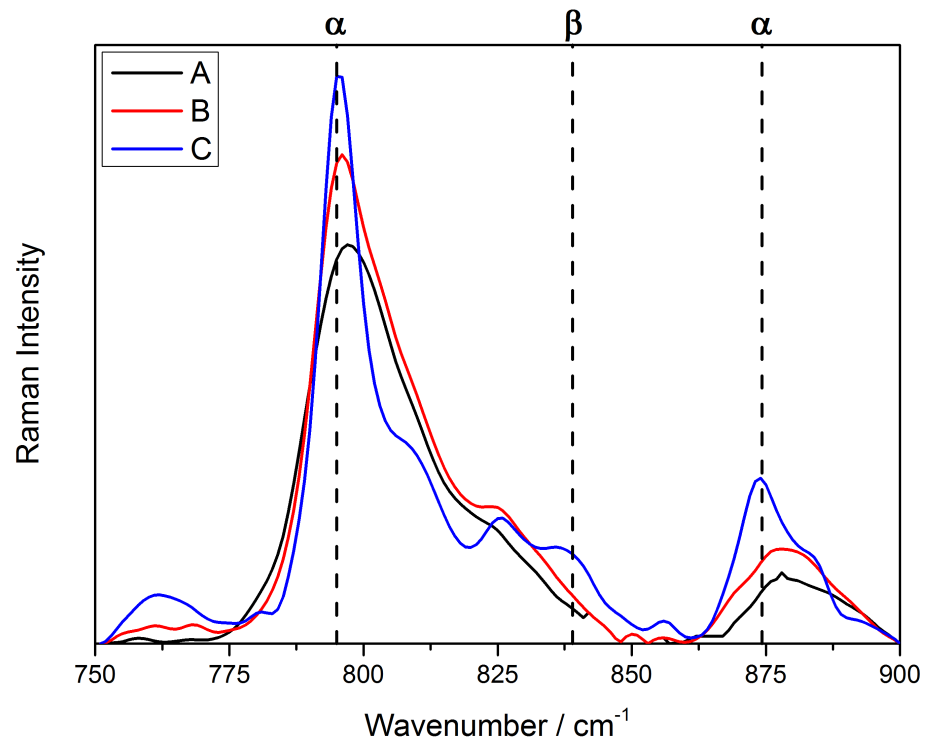 α β α
A
B
C
Raman Intensity
750 775 800 825 850 875 900
Wavenumber / cm⁻¹